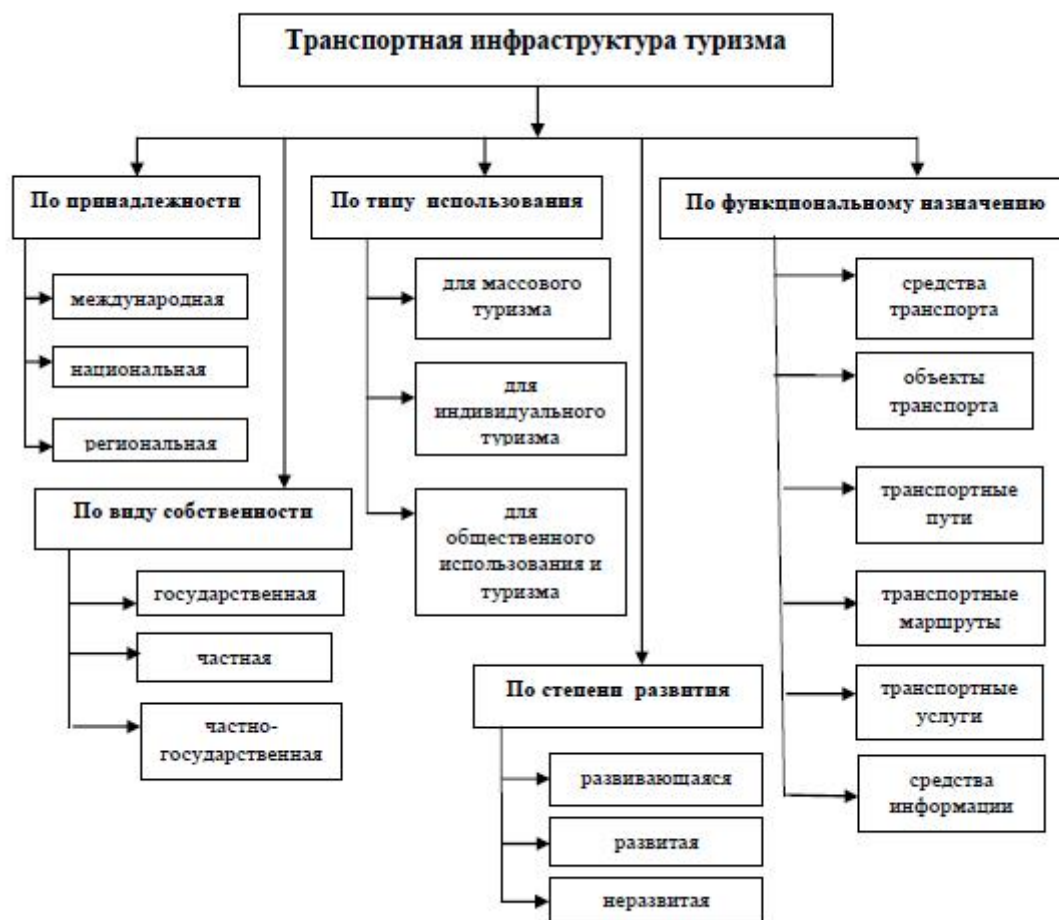 Транспортная инфраструктура туризма
По принадлежности
международная
национальная
региональная
По виду собственности
государственная
частная
частно-
государственная
По типу использования
для массового
туризма
для
индивидуального
туризма
для
общественного
использования и
туризма
По степени развития
развивающаяся
развитая
неразвитая
По функциональному назначению
средства
транспорта
объекты
транспорта
транспортные
пути
транспортные
маршруты
транспортные
услуги
средства
информации